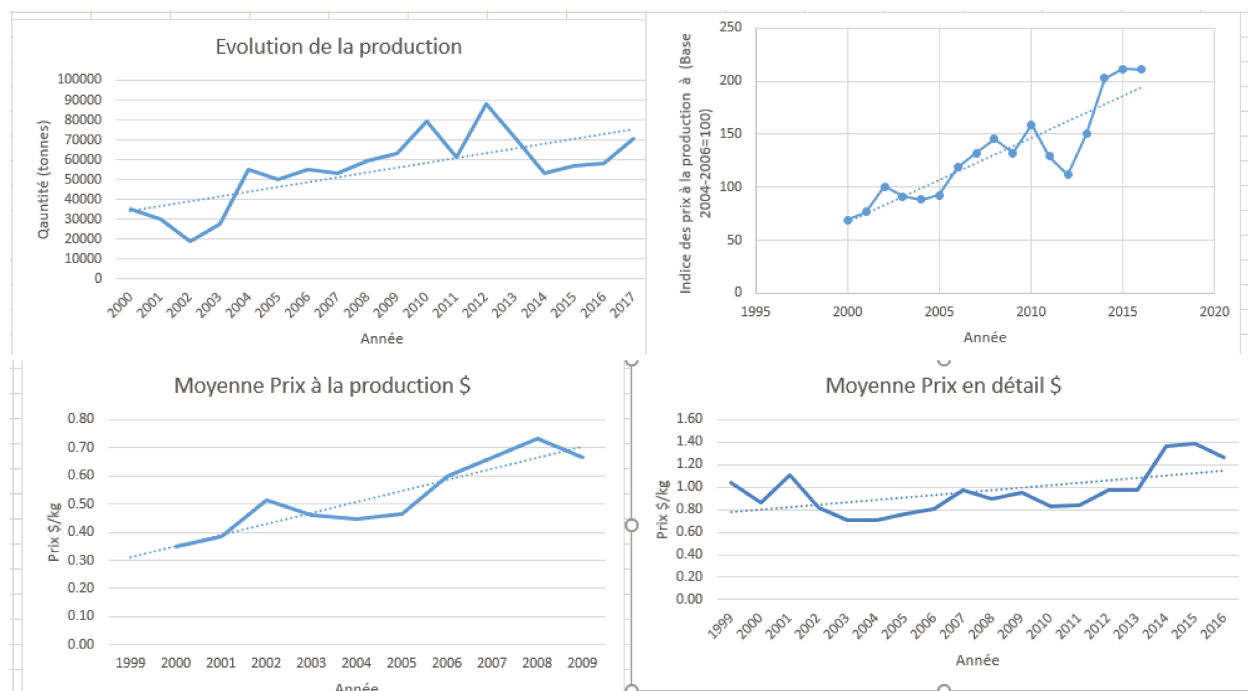 Evolution de la production
Qauntité (tonnes)
100000
90000
80000
70000
60000
50000
40000
30000
20000
10000
0
2000 2001 2002 2003 2004 2005 2006 2007 2008 2009 2010 2011 2012 2013 2014 2015 2016 2017
Année
Indice des prix à la production à (Base
2004-2006=100)
250
200
150
100
50
0
1995 2000 2005 2010 2015 2020
Année
Moyenne Prix à la production $
Prix $/kg
0.80
0.70
0.60
0.50
0.40
0.30
0.20
0.10
0.00
1999 2000 2001 2002 2003 2004 2005 2006 2007 2008 2009
Année
Moyenne Prix en détail $
Prix $/kg
1.60
1.40
1.20
1.00
0.80
0.60
0.40
0.20
0.00
1999 2000 2001 2002 2003 2004 2005 2006 2007 2008 2009 2010 2011 2012 2013 2014 2015 2016
Année